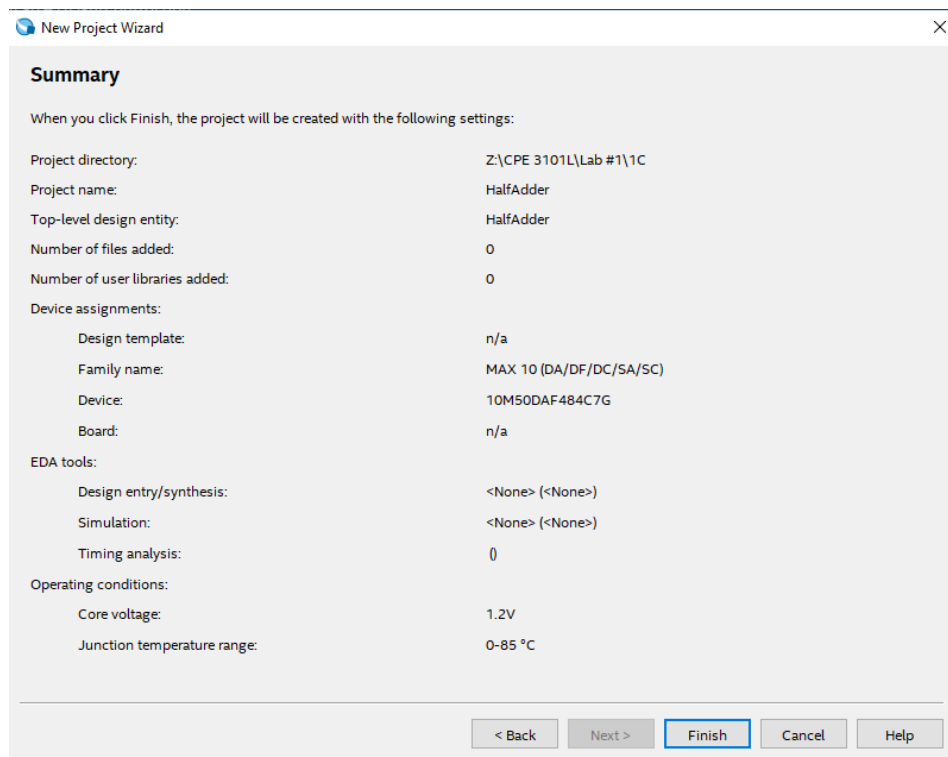 New Project Wizard
Summary
When you click Finish, the project will be created with the following settings:
Project directory: Z:\CPE 3101L\Lab #1\1C
Project name: HalfAdder
Top-level design entity: HalfAdder
Number of files added: 0
Number of user libraries added: 0
Device assignments:
Design template: n/a
Family name: MAX 10 (DA/DF/DC/SA/SC)
Device: 10M50DAF484C7G
Board: n/a
EDA tools:
Design entry/synthesis: <None> (<None>)
Simulation: <None> (<None>)
Timing analysis: ()
Operating conditions:
Core voltage: 1.2V
Junction temperature range: 0-85 °C
< Back Next > Finish Cancel Help